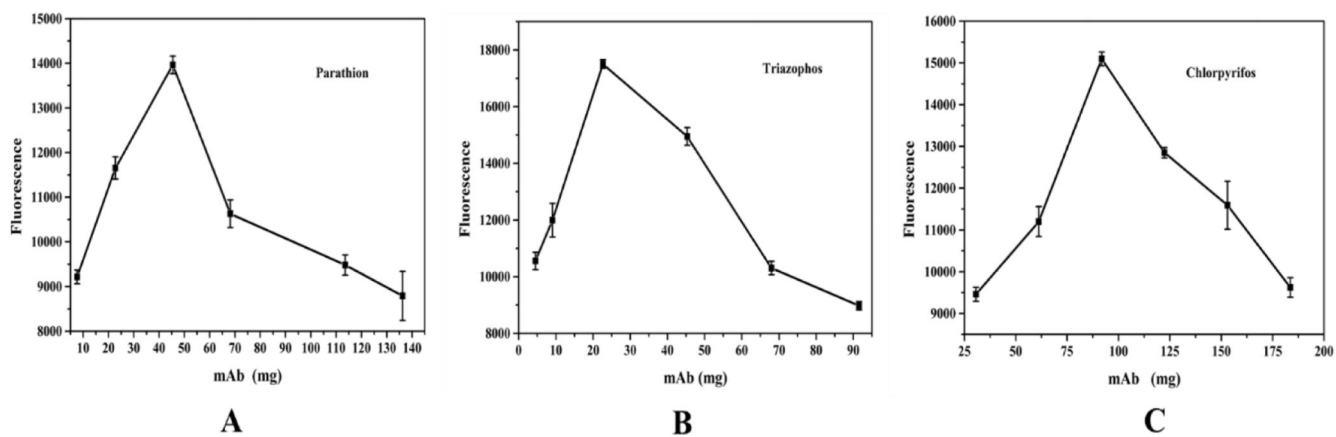 15000
14000
13000
12000
11000
10000
9000
8000
Fluorescence
Parathion
10 20 30 40 50 60 70 80 90 100 110 120 130 140
mAb (mg)
A
18000
16000
14000
12000
10000
8000
Fluorescence
Triazophos
0 10 20 30 40 50 60 70 80 90
mAb (mg)
B
16000
15000
14000
13000
12000
11000
10000
9000
Fluorescence
Chlorpyrifos
25 50 75 100 125 150 175 200
mAb (mg)
C